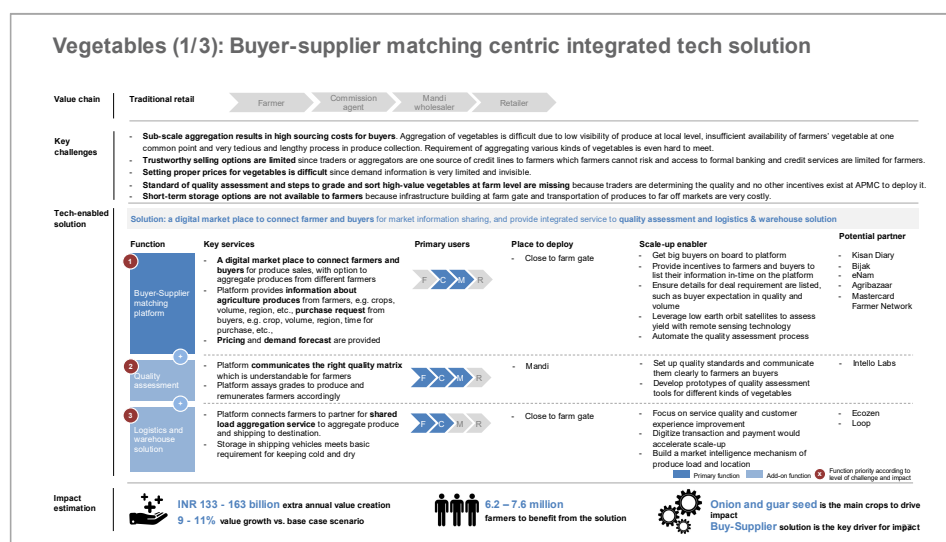 Vegetables (1/3): Buyer-supplier matching centric integrated tech solution
Value chain
Traditional retail
Farmer
Commission
agent
Mandi
wholesaler
Retailer
Key
challenges
- Sub-scale aggregation results in high sourcing costs for buyers. Aggregation of vegetables is difficult due to low visibility of produce at local level, insufficient availability of farmers' vegetable at one
common point and very tedious and lengthy process in produce collection. Requirement of aggregating various kinds of vegetables is even hard to meet.
- Trustworthy selling options are limited since traders or aggregators are one source of credit lines to farmers which farmers cannot risk and access to formal banking and credit services are limited for farmers.
- Setting proper prices for vegetables is difficult since demand information is very limited and invisible.
- Standard of quality assessment and steps to grade and sort high-value vegetables at farm level are missing because traders are determining the quality and no other incentives exist at APMC to deploy it.
- Short-term storage options are not available to farmers because infrastructure building at farm gate and transportation of produces to far off markets are very costly.
Tech-enabled
solution
Solution: a digital market place to connect farmer and buyers for market information sharing, and provide integrated service to quality assessment and logistics & warehouse solution
Function
Key services
Primary users
Place to deploy
Scale-up enabler
Potential partner
1
Buyer-Supplier
matching
platform
- A digital market place to connect farmers and
buyers for produce sales, with option to
aggregate produces from different farmers
- Platform provides information about
agriculture produces from farmers, e.g. crops,
volume, region, etc., purchase request from
buyers, e.g. crop, volume, region, time for
purchase, etc.,
- Pricing and demand forecast are provided
F C M R
- Close to farm gate
- Get big buyers on board to platform
- Provide incentives to farmers and buyers to
list their information in-time on the platform
- Ensure details for deal requirement are listed,
such as buyer expectation in quality and
volume
- Leverage low earth orbit satellites to assess
yield with remote sensing technology
- Automate the quality assessment process
- Kisan Diary
- Bijak
- eNam
- Agribazaar
- Mastercard
Farmer Network
+
2
Quality
assessment
- Platform communicates the right quality matrix
which is understandable for farmers
- Platform assays grades to produce and
remunerates farmers accordingly
F C M R
- Mandi
- Set up quality standards and communicate
them clearly to farmers an buyers
- Develop prototypes of quality assessment
tools for different kinds of vegetables
- Intello Labs
+
3
Logistics and
warehouse
solution
- Platform connects farmers to partner for shared
load aggregation service to aggregate produce
and shipping to destination.
- Storage in shipping vehicles meets basic
requirement for keeping cold and dry
F C M R
- Close to farm gate
- Focus on service quality and customer
experience improvement
- Digitize transaction and payment would
accelerate scale-up
- Build a market intelligence mechanism of
produce load and location
- Ecozen
- Loop
Primary function
Add-on function
X
Function priority according to
level of challenge and impact
Impact
estimation
INR 133 - 163 billion extra annual value creation
9 - 11% value growth vs. base case scenario
6.2 – 7.6 million
farmers to benefit from the solution
Onion and guar seed is the main crops to drive
impact
Buy-Supplier solution is the key driver for impact